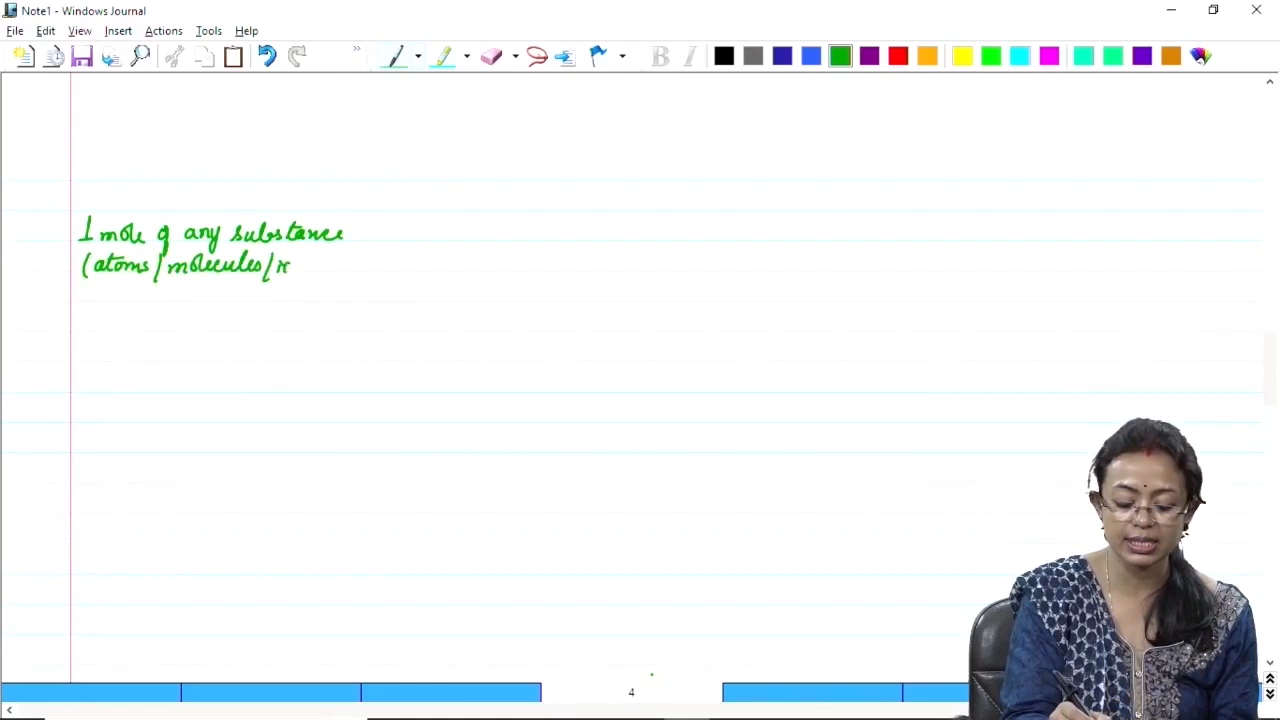 Note1 - Windows Journal
File Edit View Insert Actions Tools Help
»
B I
1 mole of any substance
(atoms/molecules/
4